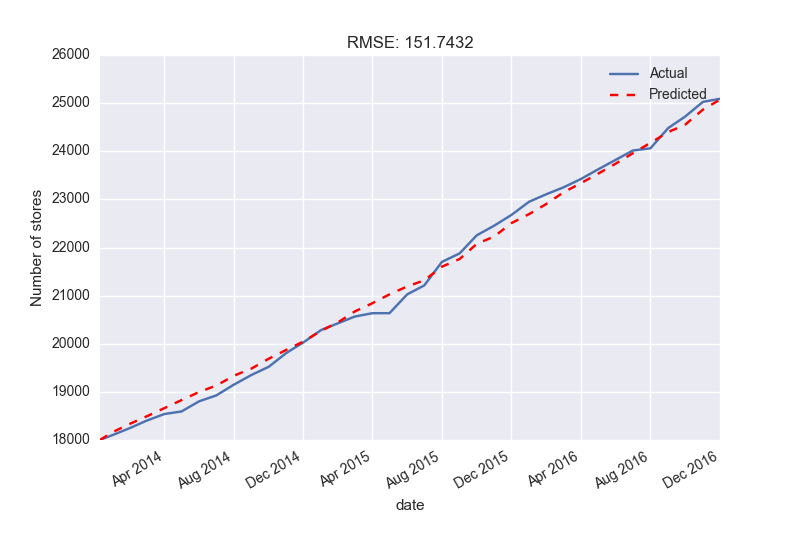 RMSE: 151.7432
26000
25000
24000
23000
22000
21000
20000
19000
18000
Number of stores
Actual
Predicted
Apr 2014
Aug 2014
Dec 2014
Apr 2015
Aug 2015
Dec 2015
Apr 2016
Aug 2016
Dec 2016
date